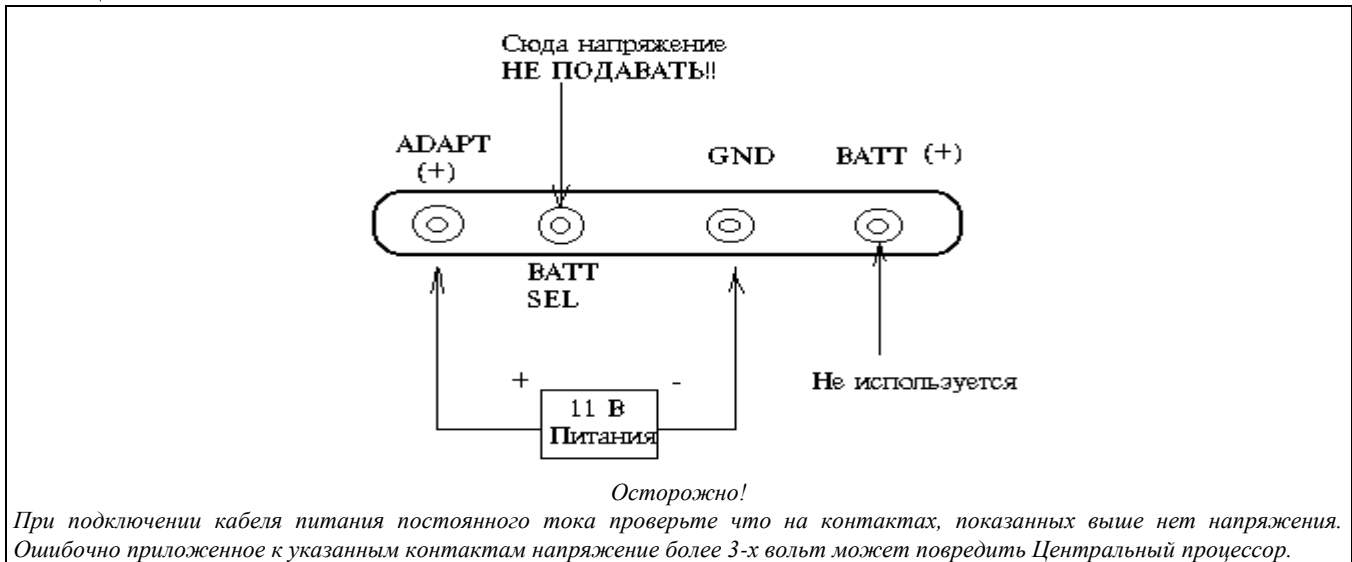 Сюда напряжение
НЕ ПОДАВАТЬ!!
ADAPT
(+)
GND
BATT (+)
BATT
SEL
+
-
11 В
Питания
Не используется
Осторожно!
При подключении кабеля питания постоянного тока проверьте что на контактах, показанных выше нет напряжения.
Ошибочно приложенное к указанным контактам напряжение более 3-х вольт может повредить Центральный процессор.